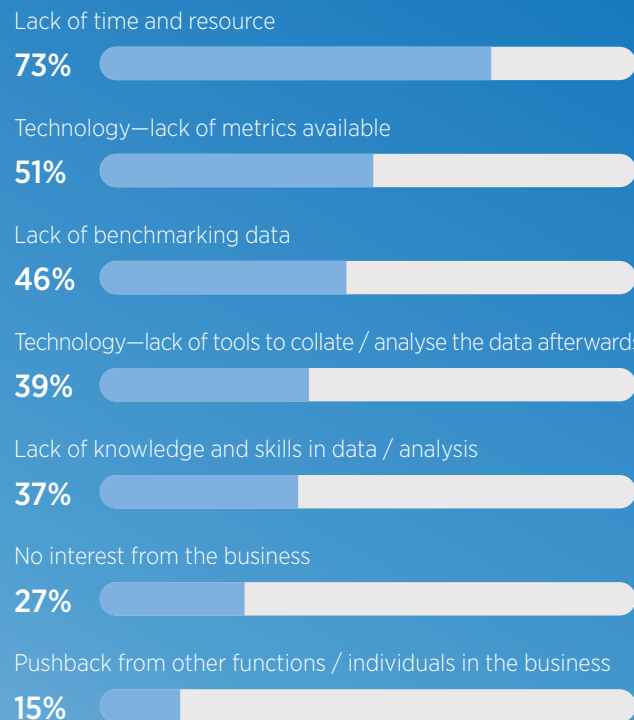 Lack of time and resource
73%
Technology—lack of metrics available
51%
Lack of benchmarking data
46%
Technology—lack of tools to collate / analyse the data afterwards
39%
Lack of knowledge and skills in data / analysis
37%
No interest from the business
27%
Pushback from other functions / individuals in the business
15%